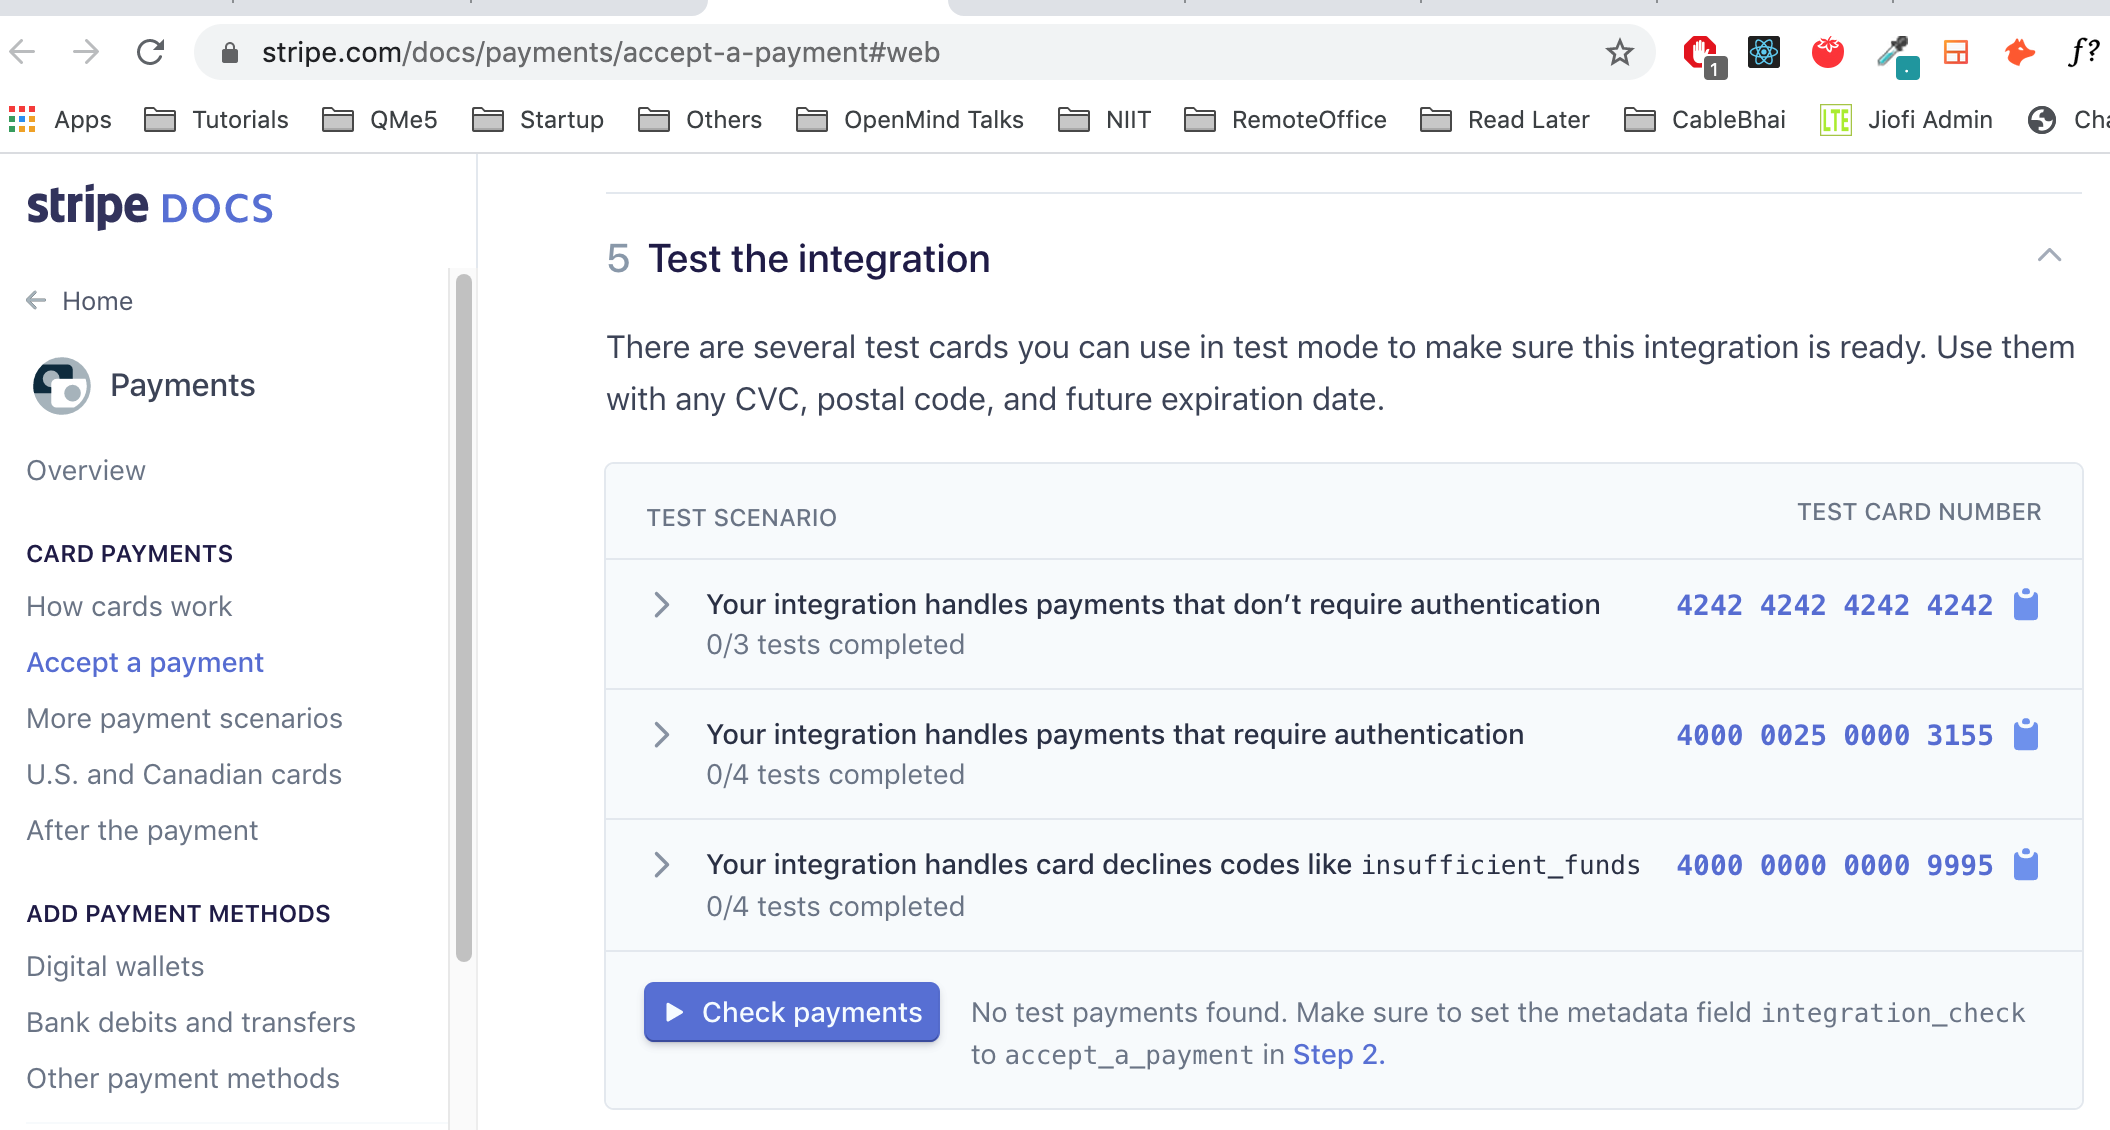 stripe.com/docs/payments/accept-a-payment#web
1
f?
Apps Tutorials QMe5 Startup Others OpenMind Talks NIIT RemoteOffice Read Later CableBhai LTE Jiofi Admin
stripe DOCS
Home
Payments
Overview
CARD PAYMENTS
How cards work
Accept a payment
More payment scenarios
U.S. and Canadian cards
After the payment
ADD PAYMENT METHODS
Digital wallets
Bank debits and transfers
Other payment methods
5 Test the integration
There are several test cards you can use in test mode to make sure this integration is ready. Use them
with any CVC, postal code, and future expiration date.
TEST SCENARIO TEST CARD NUMBER
Your integration handles payments that don’t require authentication 4242 4242 4242 4242
0/3 tests completed
Your integration handles payments that require authentication 4000 0025 0000 3155
0/4 tests completed
Your integration handles card declines codes like insufficient_funds 4000 0000 0000 9995
0/4 tests completed
Check payments
No test payments found. Make sure to set the metadata field integration_check
to accept_a_payment in Step 2.